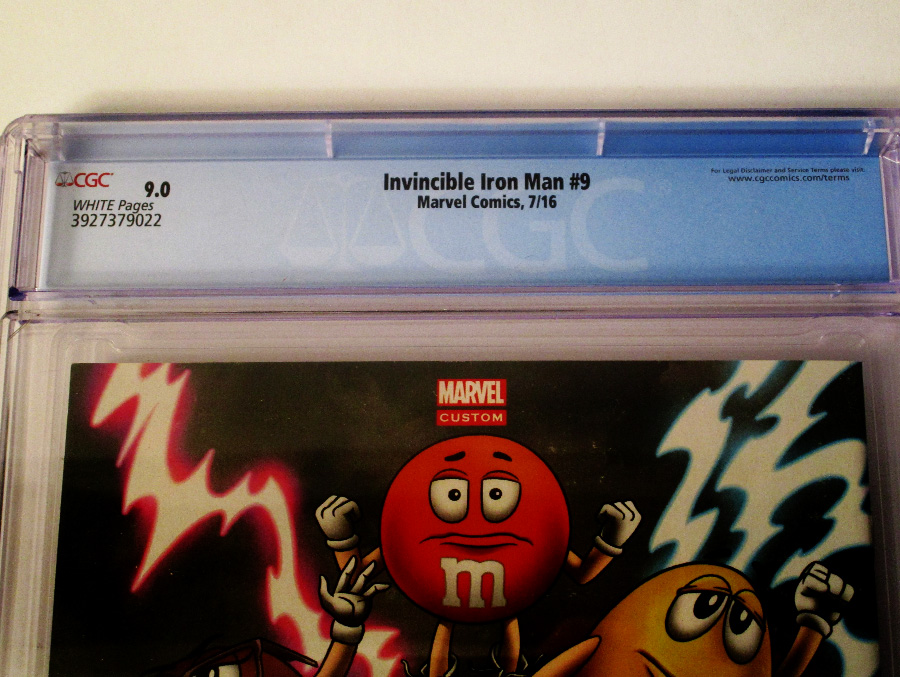 CGC
9.0
WHITE Pages
3927379022
Invincible Iron Man #9
Marvel Comics, 7/16
For Legal Disclaimer and Service Terms please visit:
www.cgccomics.com/terms
CGC
MARVEL
CUSTOM
m